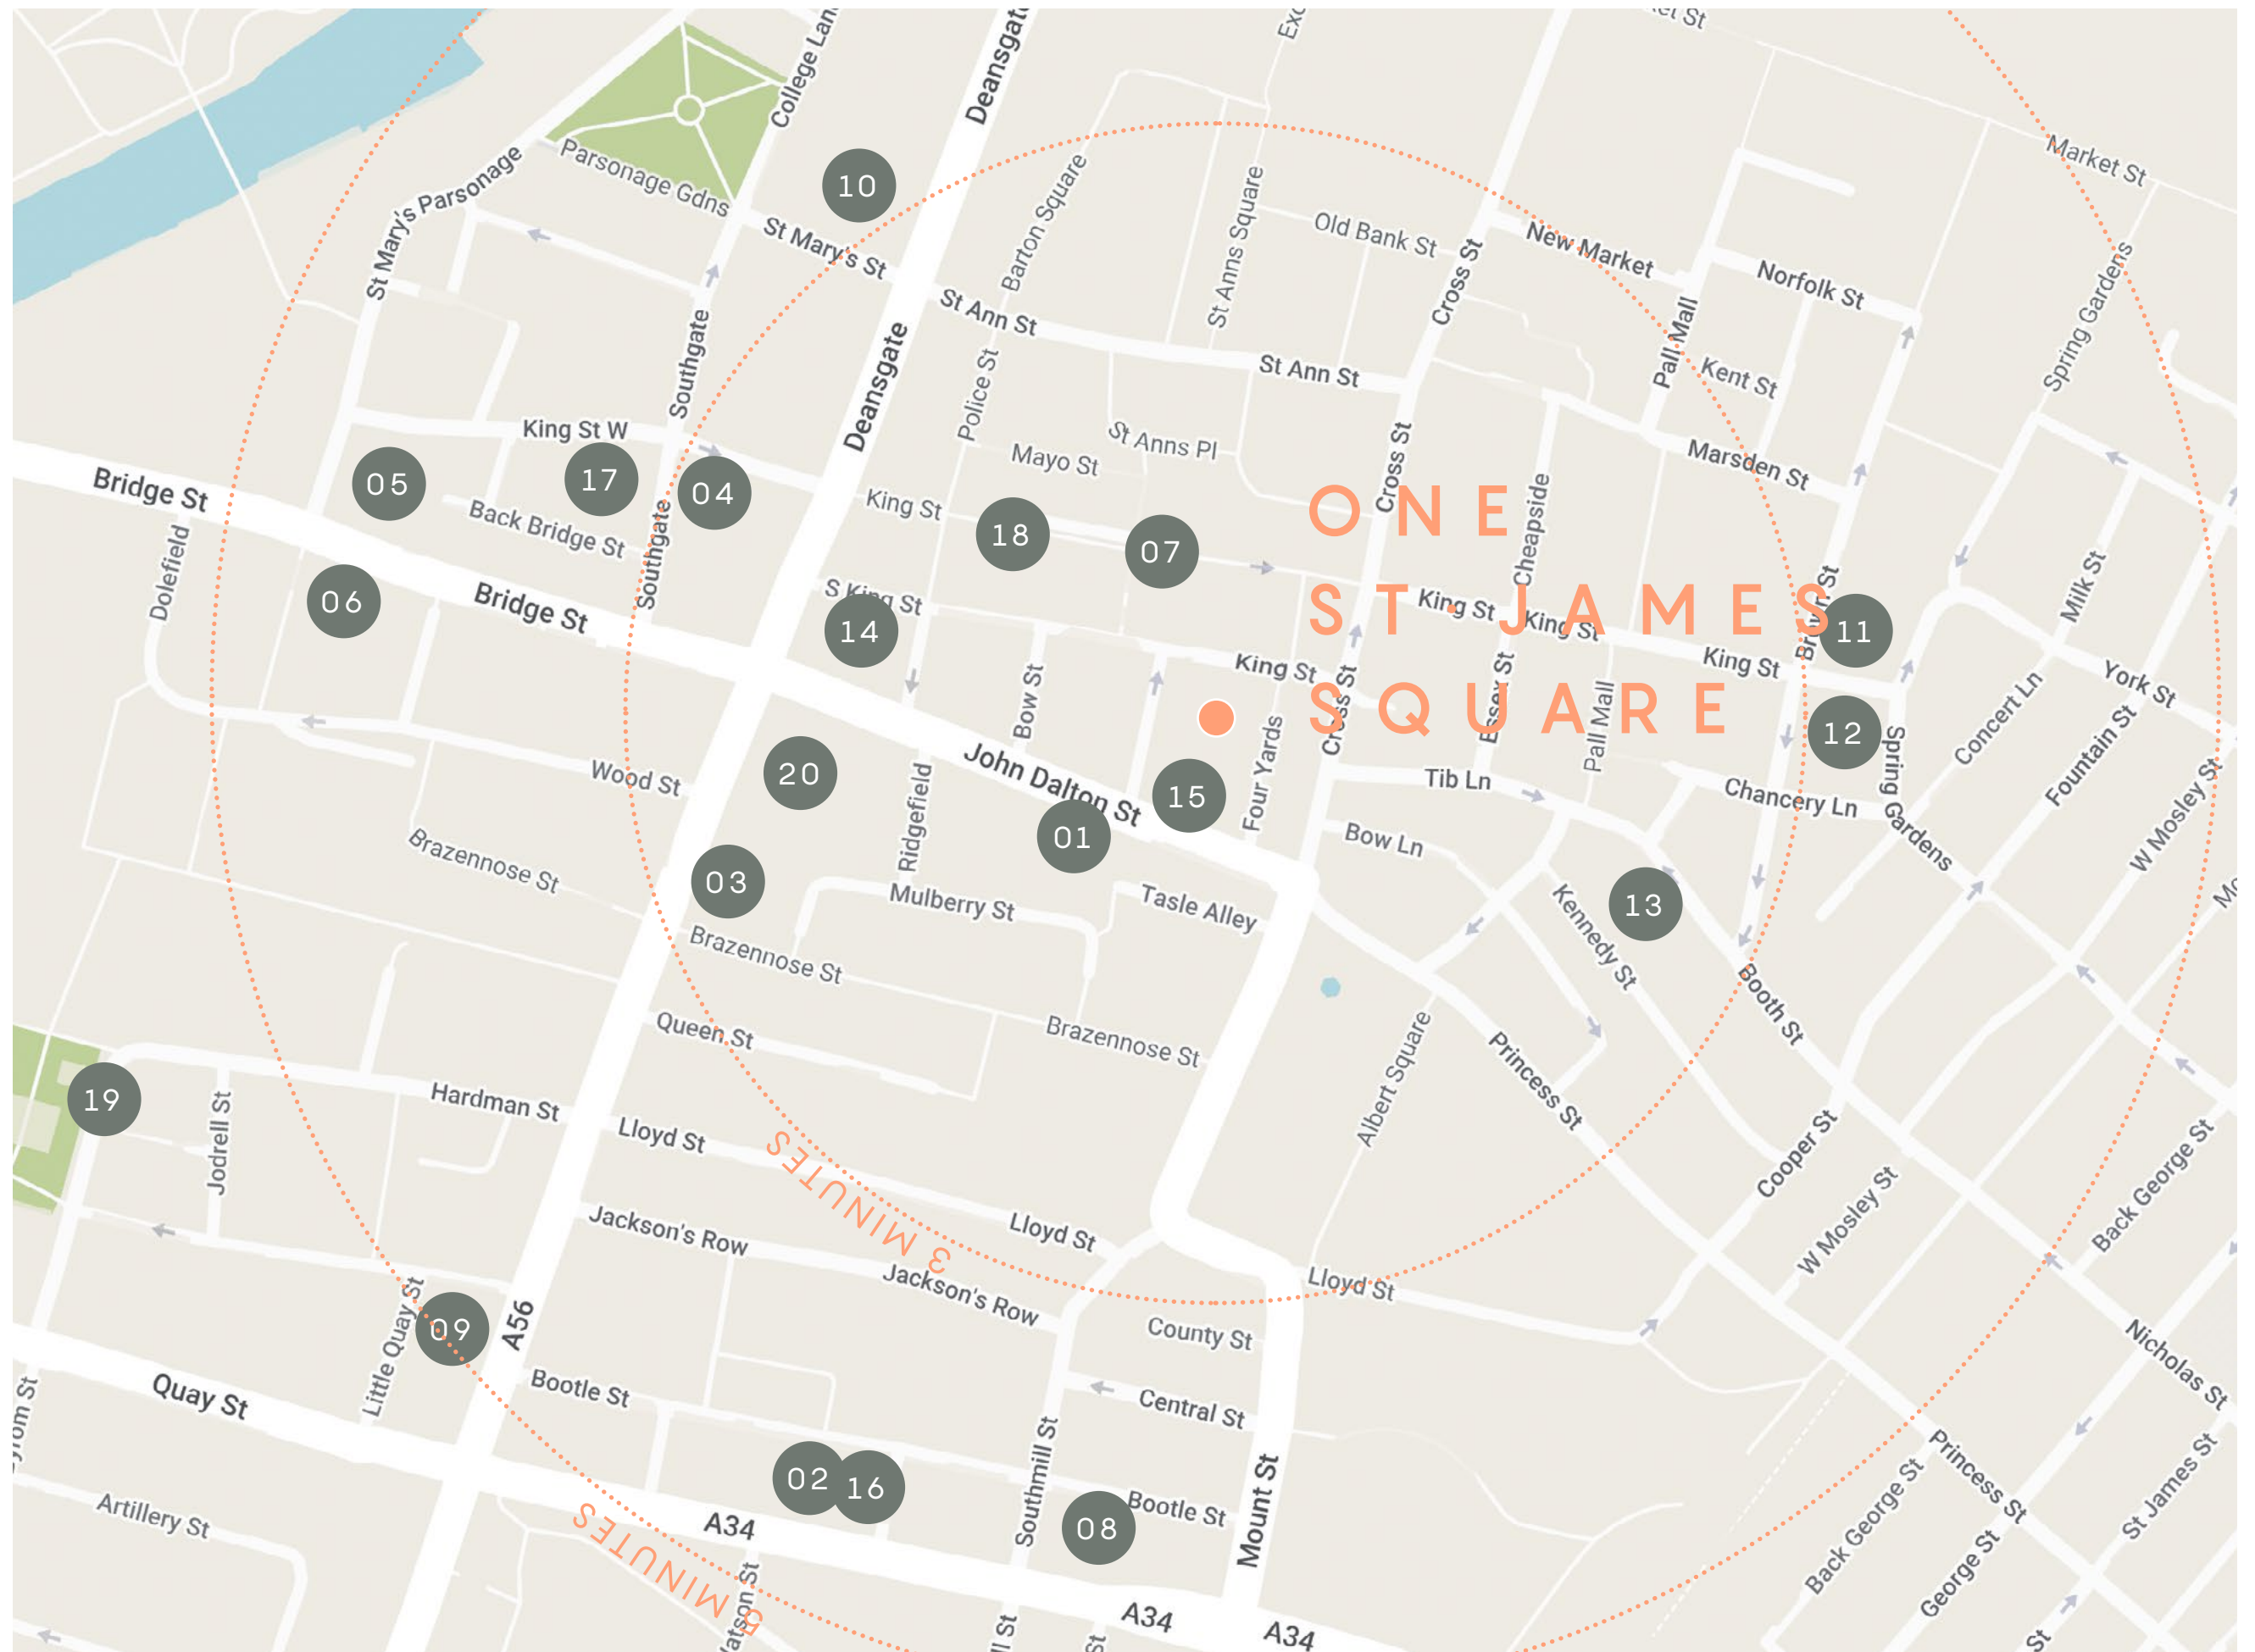 College Lan
Deansgate
Exc
ket St
Market St
Parsonage Gdns
St Mary's Parsonage
10
St Mary's St
Barton Square
St Anns Square
Old Bank St
New Market
Cross St
Norfolk St
Pall Mall
Spring Gardens
St Ann St
St Ann St
Southgate
Deansgate
Police St
Kent St
King St W
Mayo St
St Anns Pl
Cross St
Marsden St
Bridge St
05
17
04
Back Bridge St
Southgate
King St
18
07
Cheapside
ONE
ST·JAMES
SQUARE
Dolefield
06
Bridge St
S King St
14
King St
King St
King St
Brown St
11
Milk St
King St
Bow St
Four Yards
Cross St
Essex St
Pall Mall
12
Spring Gardens
Concert Ln
York St
Fountain St
W Mosley St
Wood St
20
John Dalton St
15
Tib Ln
Chancery Ln
Ridgefield
01
Bow Ln
Brazennose St
03
Mulberry St
Tasle Alley
Kennedy St
13
Brazennose St
Booth St
Queen St
Brazennose St
Albert Square
Princess St
19
Jodrell St
Hardman St
Lloyd St
3 MINUTES
Cooper St
W Mosley St
Back George St
Jackson's Row
Lloyd St
Jackson's Row
Lloyd St
Little Quay St
09
A56
County St
Nicholas St
Quay St
Bootle St
Central St
02
16
Southmill St
08
Bootle St
Mount St
Princess St
Back George St
George St
St James St
Artillery St
A34
5 MINUTES
A34
A34